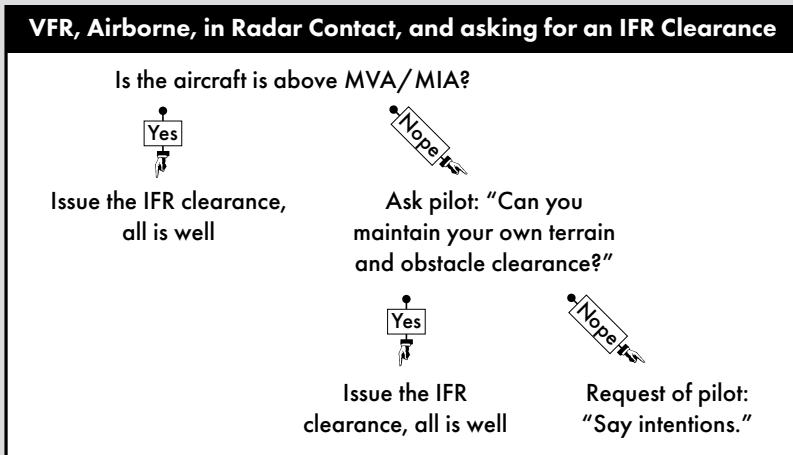 VFR, Airborne, in Radar Contact, and asking for an IFR Clearance
Is the aircraft is above MVA/MIA?
Yes
Nope
Issue the IFR clearance,
all is well
Ask pilot: “Can you
maintain your own terrain
and obstacle clearance?”
Yes
Nope
Issue the IFR
clearance, all is well
Request of pilot:
“Say intentions.”